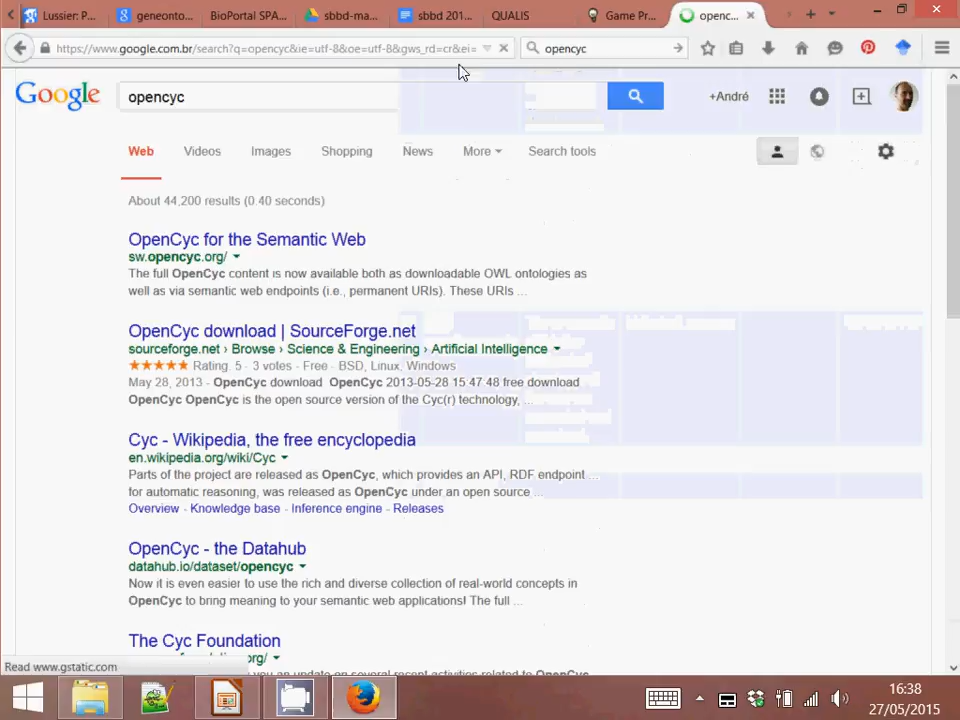 Lussier: P...
geneonto...
BioPortal SPA...
sbbd-ma...
sbbd 201...
QUALIS
Game Pr...
openc...
https://www.google.com.br/search?q=opencyc&ie=utf-8&oe=utf-8&gws_rd=cr&ei=
opencyc
Google
opencyc
+André
Web
Videos
Images
Shopping
News
More
Search tools
About 44,200 results (0.40 seconds)
OpenCyc for the Semantic Web
sw.opencyc.org/
The full OpenCyc content is now available both as downloadable OWL ontologies as
well as via semantic web endpoints (i.e., permanent URIs). These URIs ...
OpenCyc download | SourceForge.net
sourceforge.net › Browse › Science & Engineering › Artificial Intelligence
Rating: 5 - 3 votes - Free - BSD, Linux, Windows
May 28, 2013 - OpenCyc download. OpenCyc 2013-05-28 15:47:48 free download.
OpenCyc OpenCyc is the open source version of the Cyc(r) technology, ...
Cyc - Wikipedia, the free encyclopedia
en.wikipedia.org/wiki/Cyc
Parts of the project are released as OpenCyc, which provides an API, RDF endpoint ...
for automatic reasoning, was released as OpenCyc under an open source ...
Overview - Knowledge base - Inference engine - Releases
OpenCyc - the Datahub
datahub.io/dataset/opencyc
Now it is even easier to use the rich and diverse collection of real-world concepts in
OpenCyc to bring meaning to your semantic web applications! The full ...
The Cyc Foundation
org/
you an update on several recent activities related to OpenCyc
Read www.gstatic.com
16:38
27/05/2015